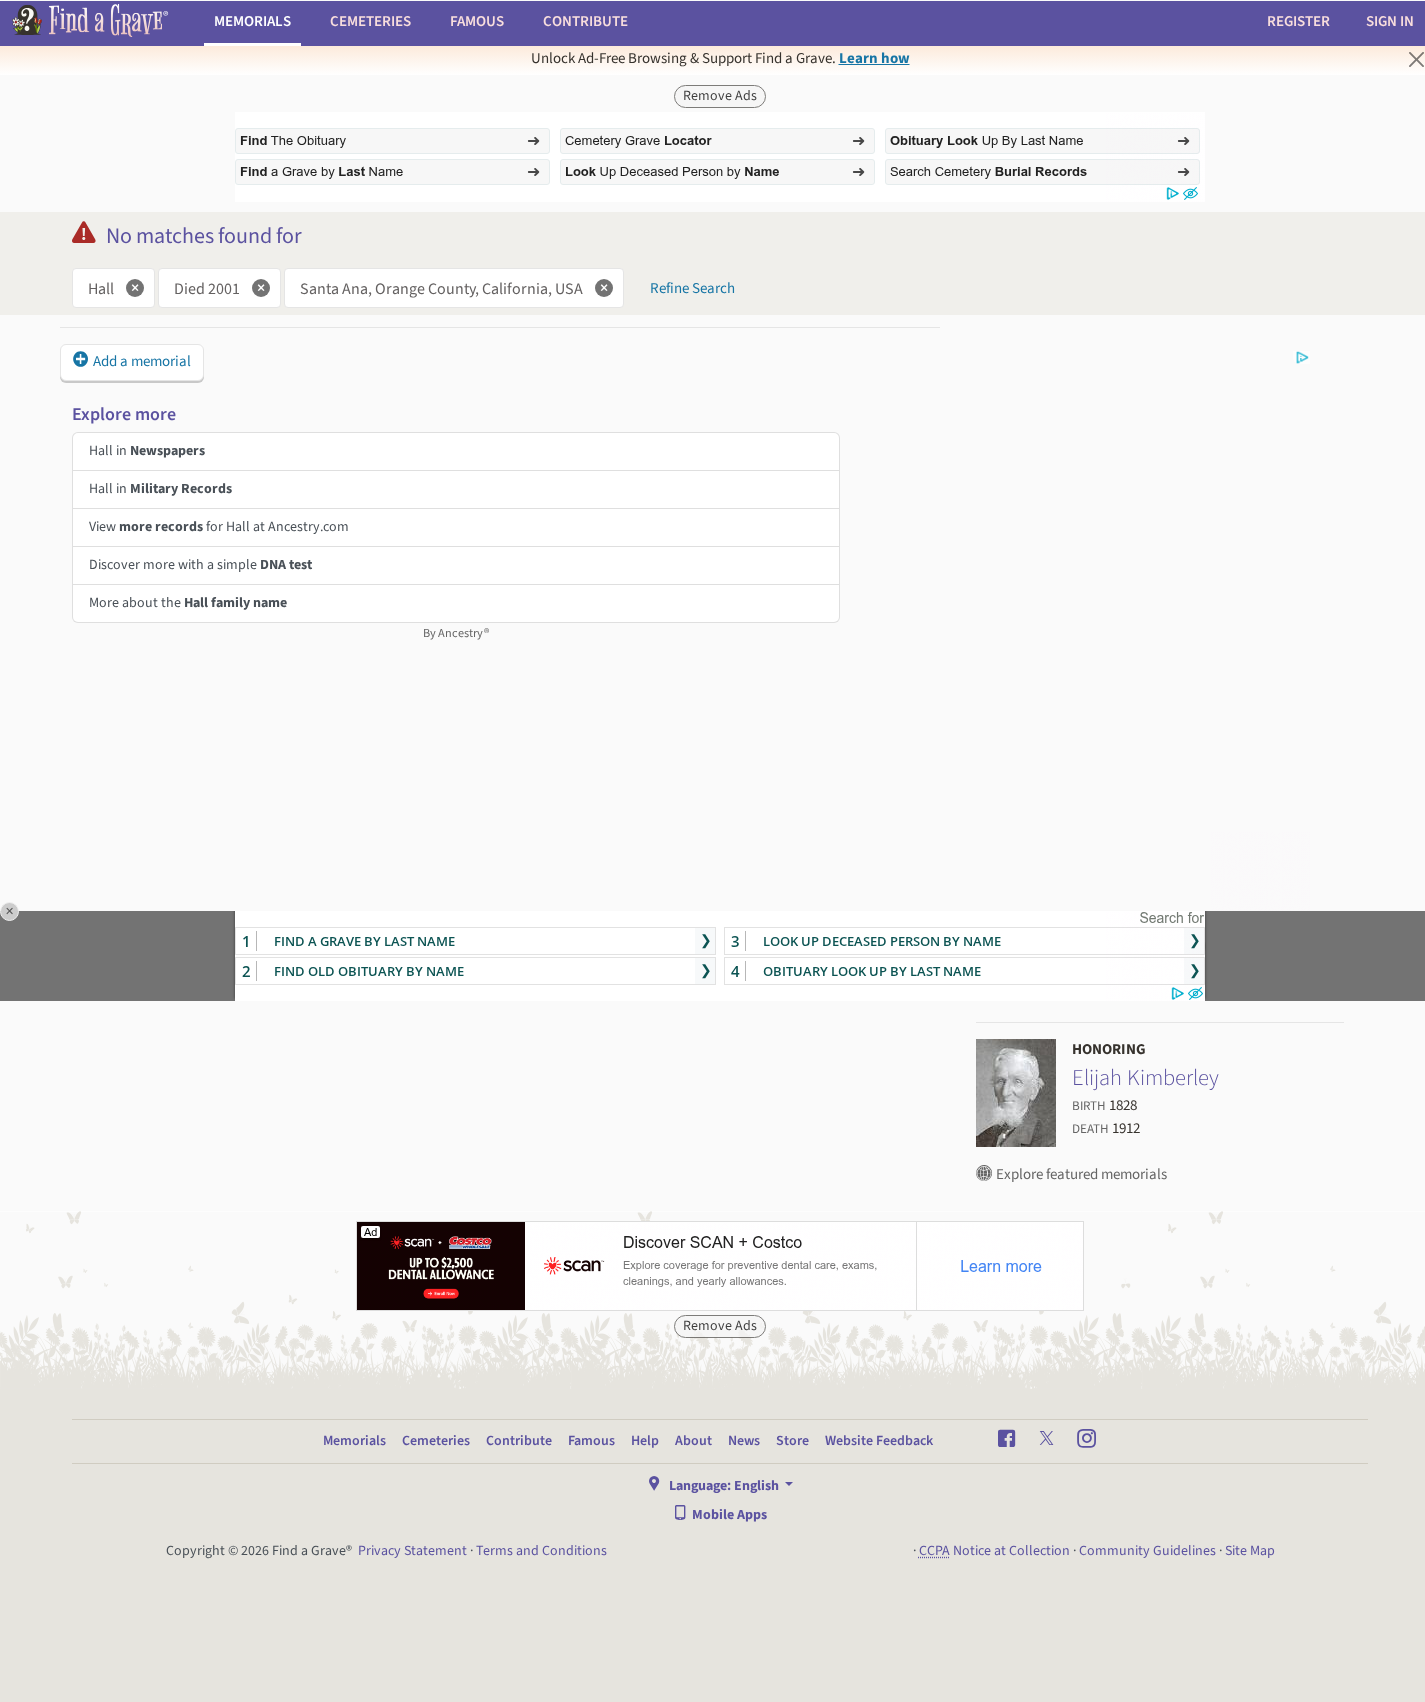 Find a Grave®
MEMORIALS CEMETERIES FAMOUS CONTRIBUTE REGISTER SIGN IN
Unlock Ad-Free Browsing & Support Find a Grave. Learn how
Remove Ads
Find The Obituary
Cemetery Grave Locator
Obituary Look Up By Last Name
Find a Grave by Last Name
Look Up Deceased Person by Name
Search Cemetery Burial Records
No matches found for
Hall
Died 2001
Santa Ana, Orange County, California, USA
Refine Search
Add a memorial
Explore more
Hall in Newspapers
Hall in Military Records
View more records for Hall at Ancestry.com
Discover more with a simple DNA test
More about the Hall family name
By Ancestry®
Search for
1 FIND A GRAVE BY LAST NAME
3 LOOK UP DECEASED PERSON BY NAME
2 FIND OLD OBITUARY BY NAME
4 OBITUARY LOOK UP BY LAST NAME
HONORING
Elijah Kimberley
BIRTH 1828
DEATH 1912
Explore featured memorials
Ad
scan · COSTCO WHOLESALE
UP TO $2,500
DENTAL ALLOWANCE
Enroll Now
scan
Discover SCAN + Costco
Explore coverage for preventive dental care, exams,
cleanings, and yearly allowances.
Learn more
Remove Ads
Memorials Cemeteries Contribute Famous Help About News Store Website Feedback
Language: English
Mobile Apps
Copyright © 2026 Find a Grave® Privacy Statement · Terms and Conditions · CCPA Notice at Collection · Community Guidelines · Site Map